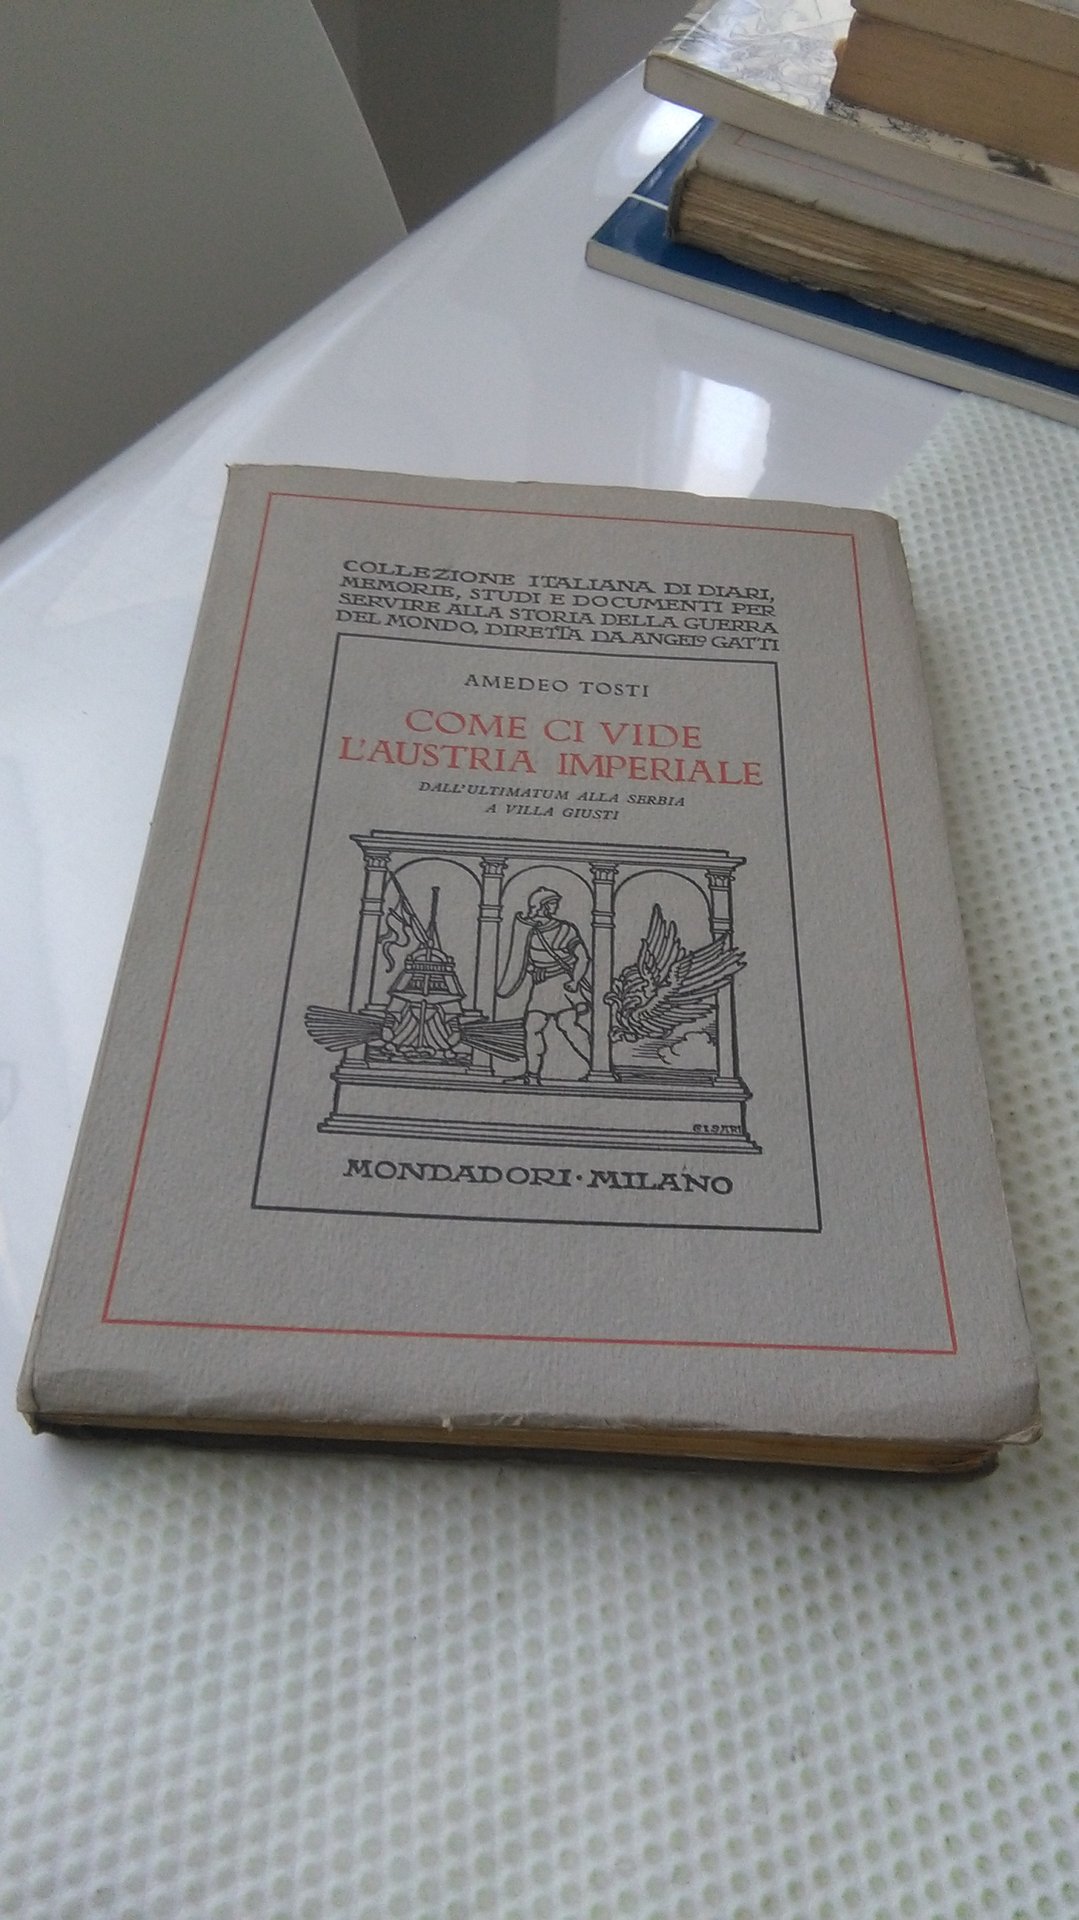 COLLEZIONE ITALIANA DI DIARI,
MEMORIE, STUDI E DOCUMENTI PER
SERVIRE ALLA STORIA DELLA GUERRA
DEL MONDO, DIRETTA DA ANGELO GATTI
AMEDEO TOSTI
COME CI VIDE
L'AUSTRIA IMPERIALE
DALL'ULTIMATUM ALLA SERBIA
A VILLA GIUSTI
CISARI
MONDADORI · MILANO